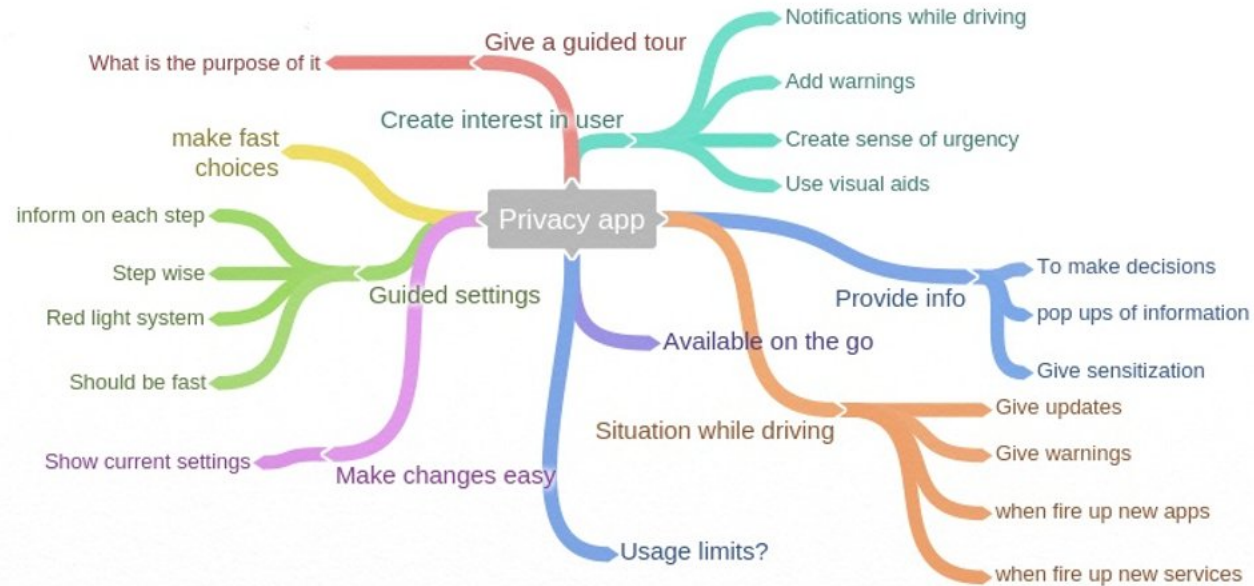 Privacy app
Give a guided tour
What is the purpose of it
Create interest in user
Notifications while driving
Add warnings
Create sense of urgency
Use visual aids
make fast
choices
Guided settings
inform on each step
Step wise
Red light system
Should be fast
Make changes easy
Show current settings
Available on the go
Usage limits?
Provide info
To make decisions
pop ups of information
Give sensitization
Situation while driving
Give updates
Give warnings
when fire up new apps
when fire up new services